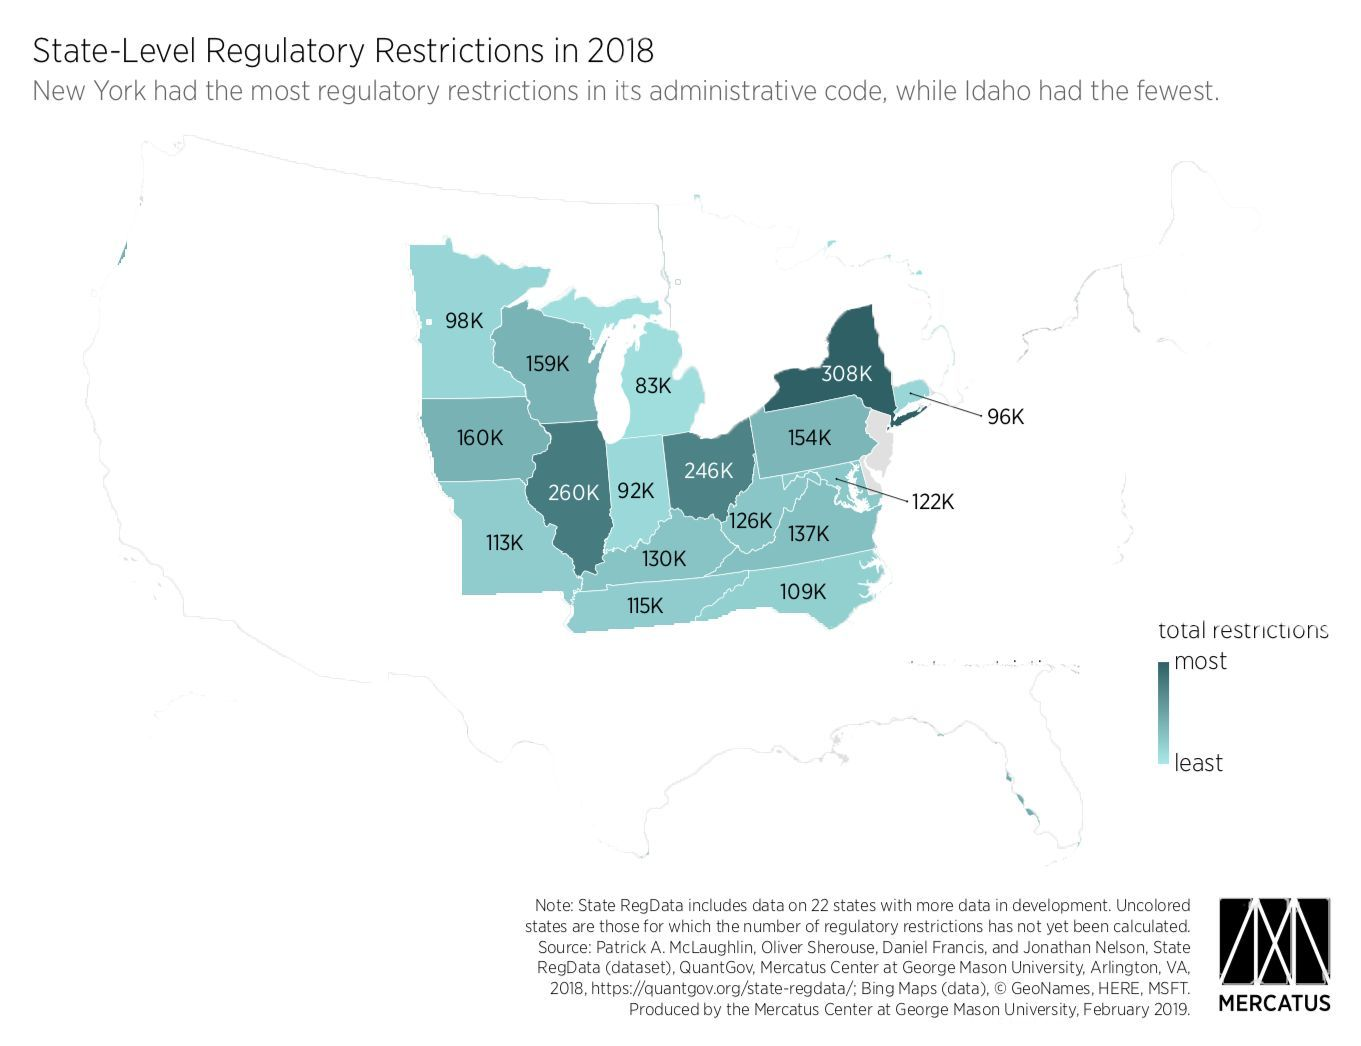 State-Level Regulatory Restrictions in 2018
New York had the most regulatory restrictions in its administrative code, while Idaho had the fewest.
98K
159K
83K
308K
96K
160K
154K
246K
260K
92K
122K
126K
137K
113K
130K
109K
115K
total restrictions
most
least
Note: State RegData includes data on 22 states with more data in development. Uncolored
states are those for which the number of regulatory restrictions has not yet been calculated.
Source: Patrick A. McLaughlin, Oliver Sherouse, Daniel Francis, and Jonathan Nelson, State
RegData (dataset), QuantGov, Mercatus Center at George Mason University, Arlington, VA,
2018, https://quantgov.org/state-regdata/; Bing Maps (data), © GeoNames, HERE, MSFT.
Produced by the Mercatus Center at George Mason University, February 2019.
MERCATUS